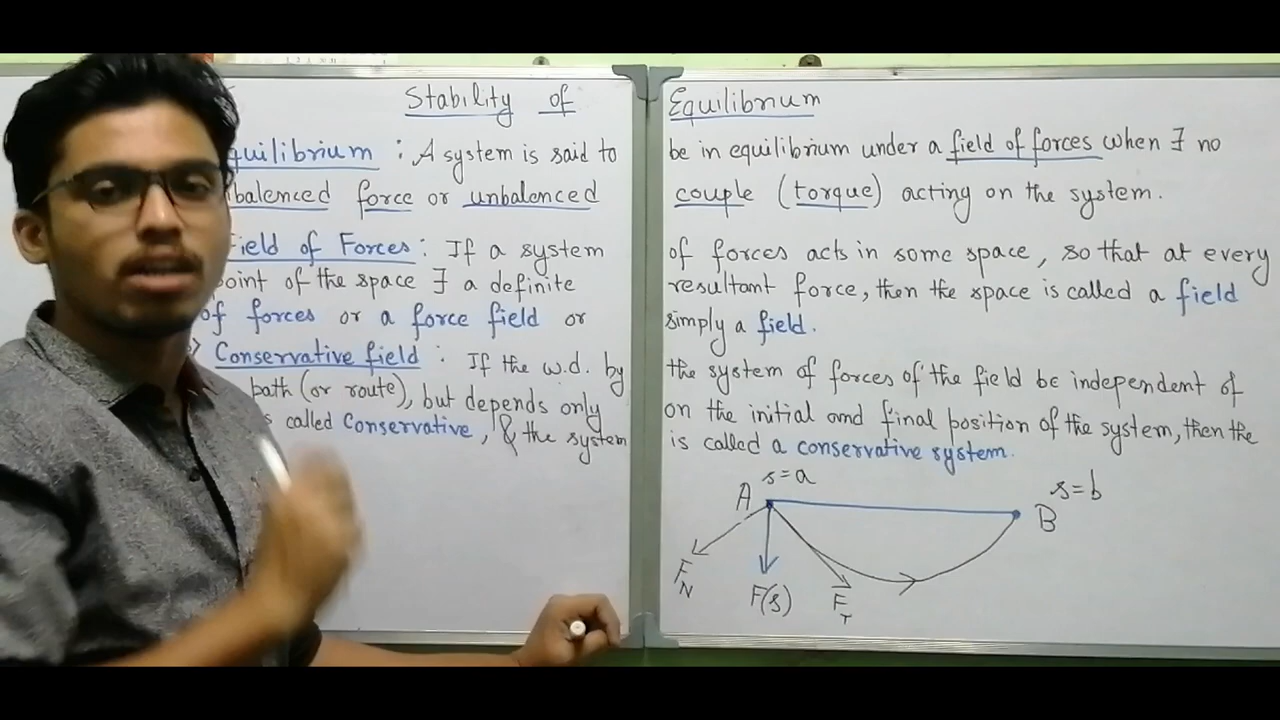 Stability of Equilibrium
quilibrium : A system is said to be in equilibrium under a field of forces when ∃ no
balenced force or unbalenced couple (torque) acting on the system.
ield of Forces : If a system of forces acts in some space, so that at every
oint of the space ∃ a definite resultant force, then the space is called a field
of forces or a force field or simply a field.
Conservative field : If the w.d. by the system of forces of the field be independent of
path (or route), but depends only on the initial and final position of the system, then the
s called Conservative, & the system is called a conservative system.
s=a
A
s=b
B
F_N
F(s)
F_T